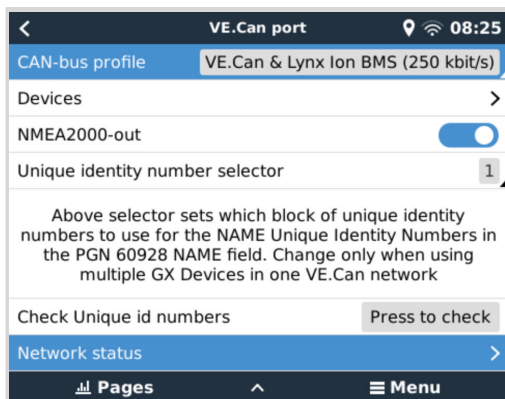 VE.Can port 08:25
CAN-bus profile VE.Can & Lynx Ion BMS (250 kbit/s)
Devices
NMEA2000-out
Unique identity number selector 1
Above selector sets which block of unique identity
numbers to use for the NAME Unique Identity Numbers in
the PGN 60928 NAME field. Change only when using
multiple GX Devices in one VE.Can network
Check Unique id numbers Press to check
Network status
Pages Menu